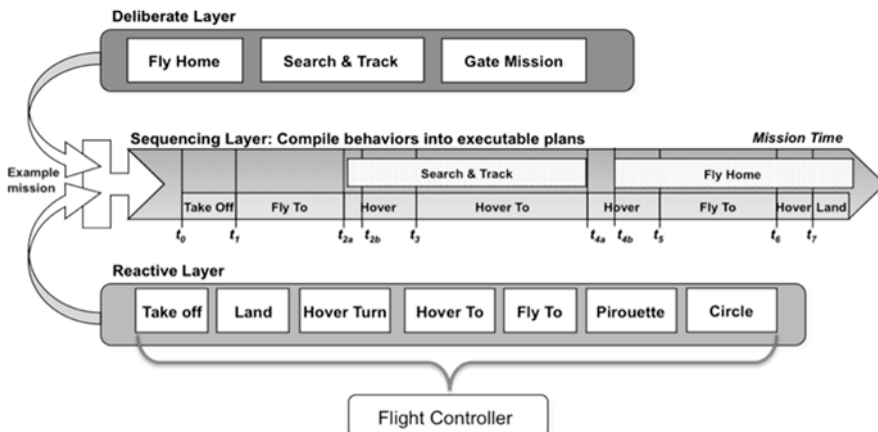 Deliberate Layer
Fly Home Search & Track Gate Mission
Sequencing Layer: Compile behaviors into executable plans Mission Time
Example
mission
Search & Track Fly Home
Take Off Fly To Hover Hover To Hover Fly To Hover Land
t0 t1 t2a t2b t3 t4a t4b t5 t6 t7
Reactive Layer
Take off Land Hover Turn Hover To Fly To Pirouette Circle
Flight Controller